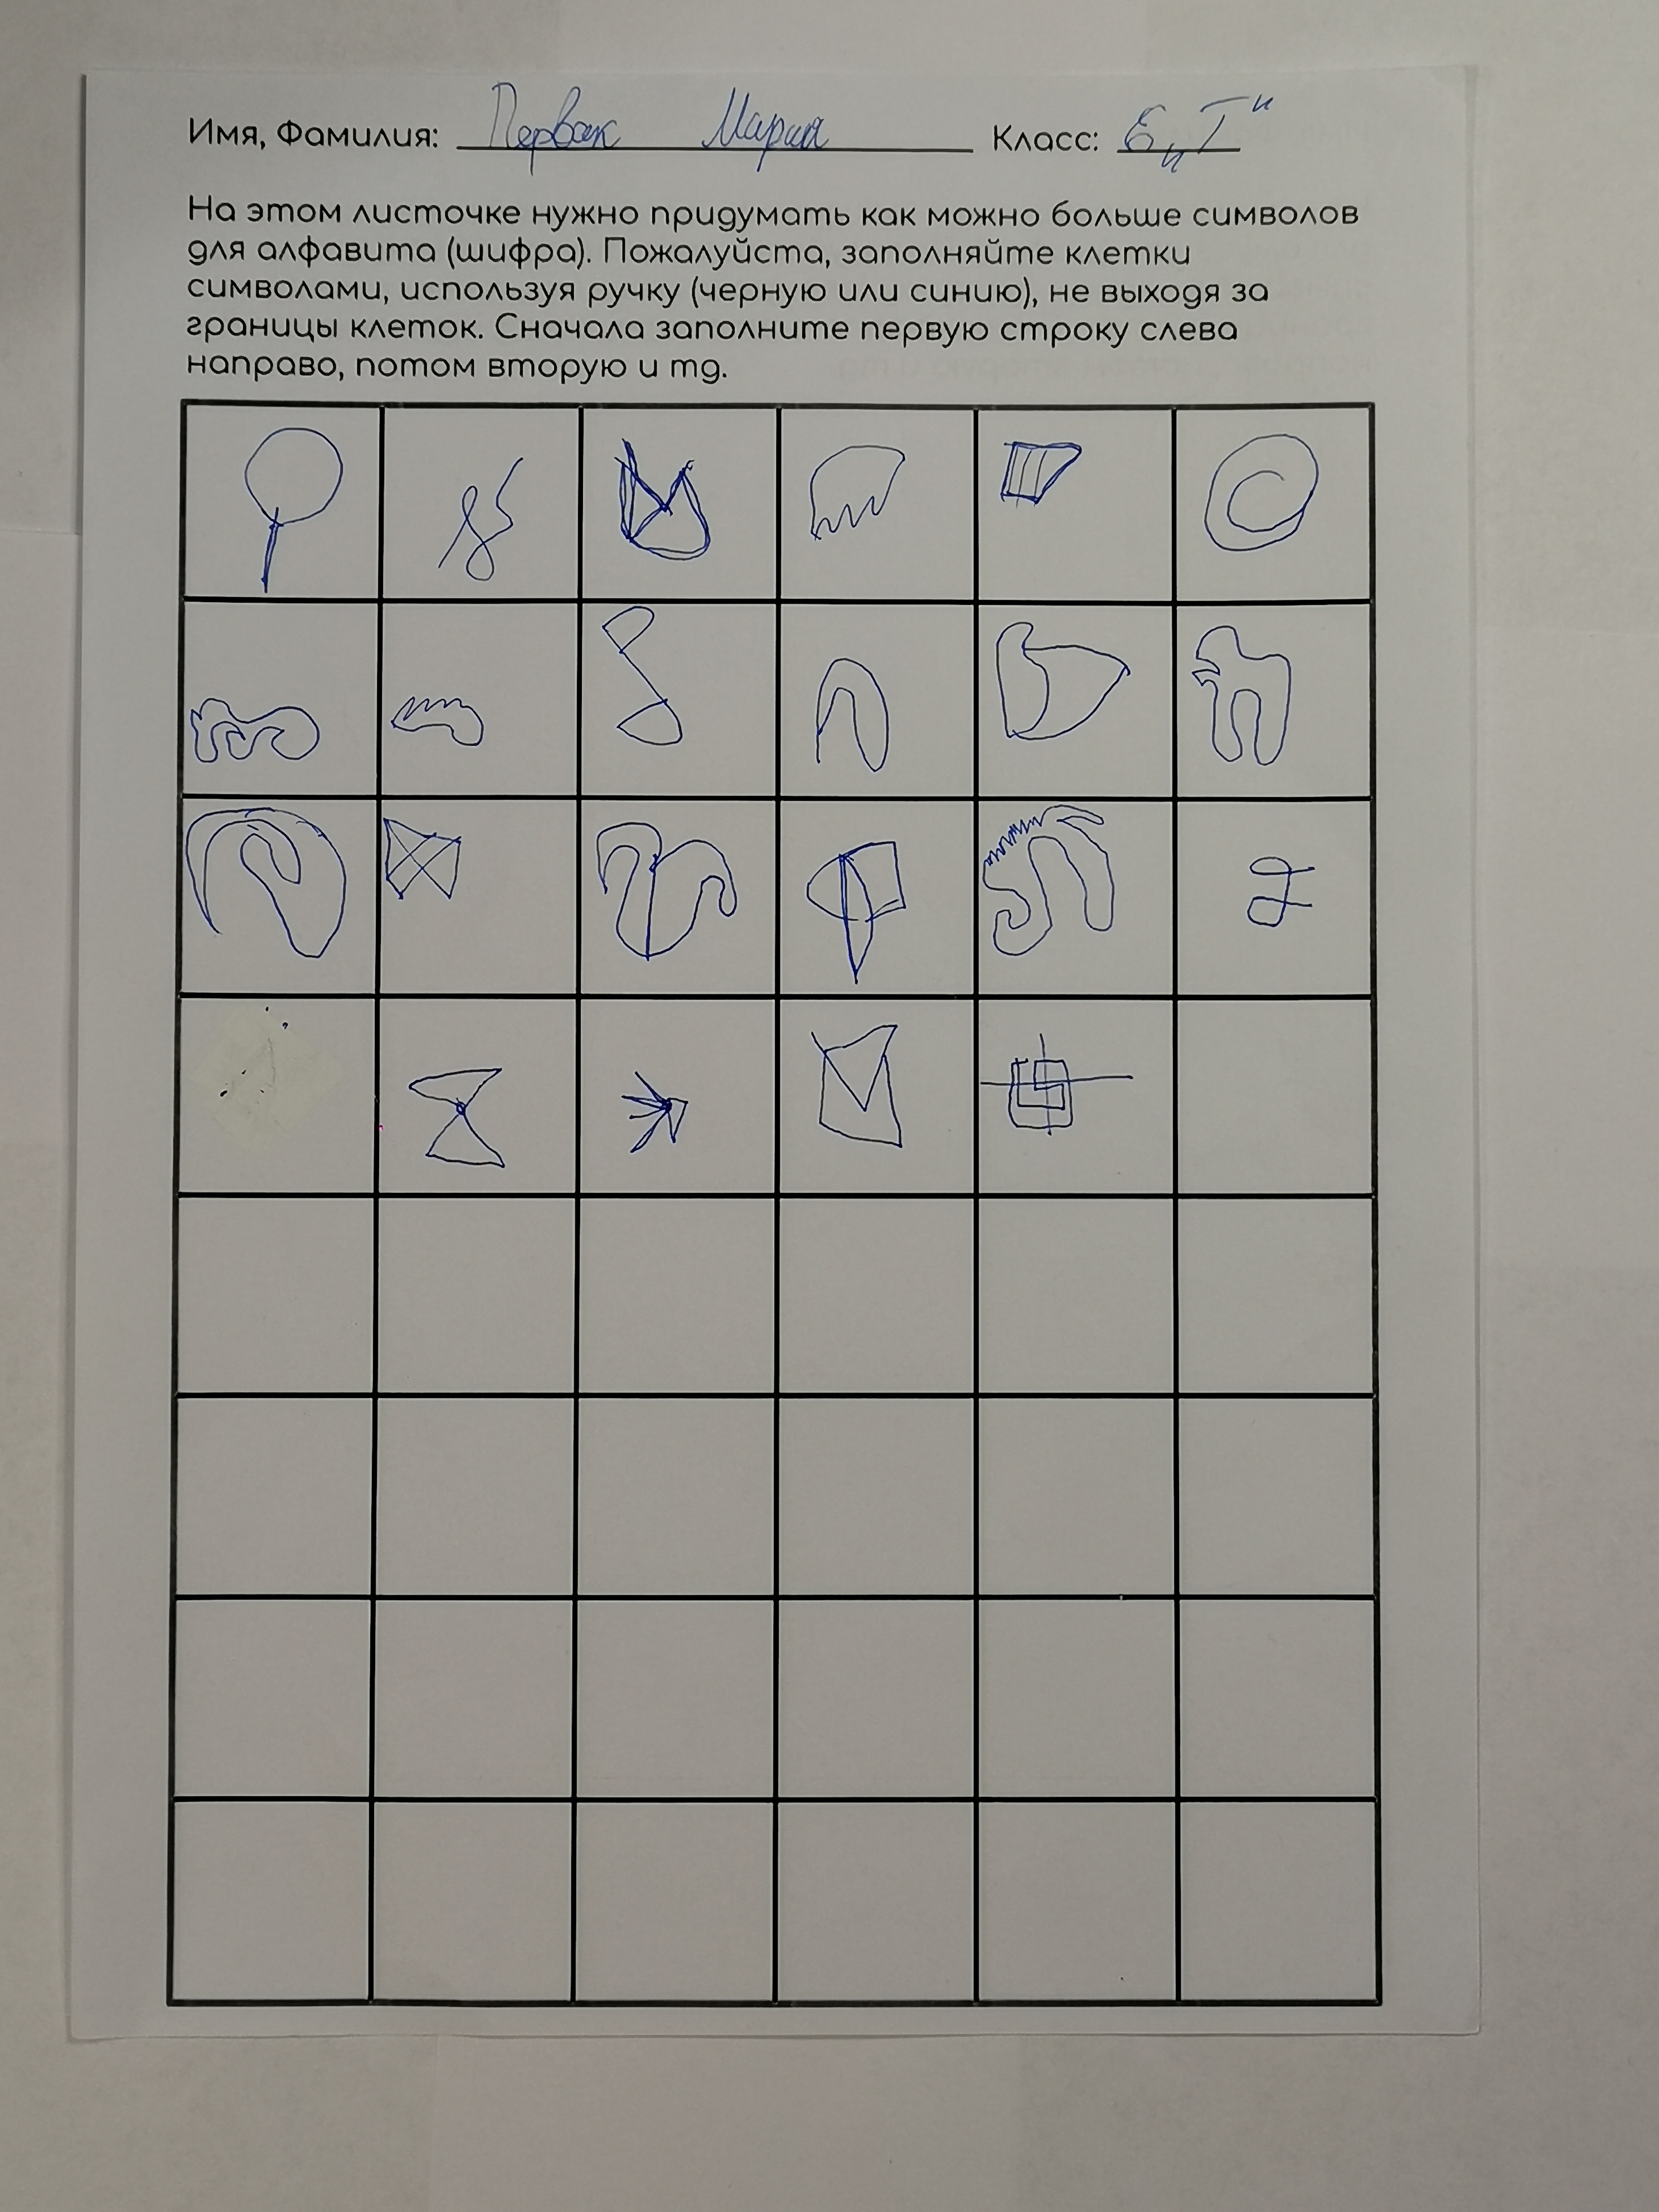 Имя, Фамилия: Первак Мария Класс: 6 „Т"
На этом листочке нужно придумать как можно больше символов
для алфавита (шифра). Пожалуйста, заполняйте клетки
символами, используя ручку (черную или синию), не выходя за
границы клеток. Сначала заполните первую строку слева
направо, потом вторую и тд.